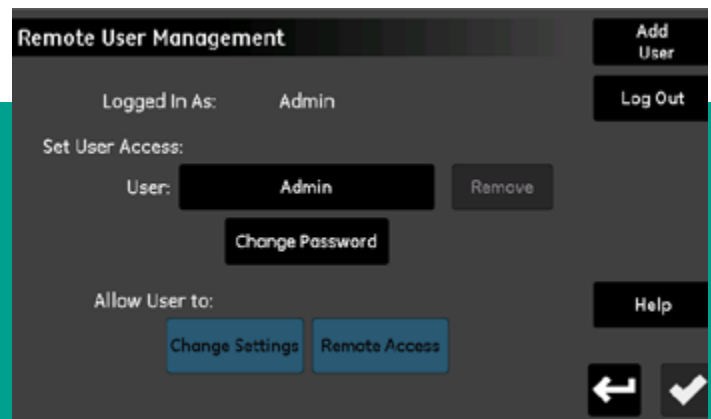 Remote User Management
Add
User
Logged In As: Admin
Log Out
Set User Access:
User: Admin Remove
Change Password
Allow User to:
Help
Change Settings Remote Access